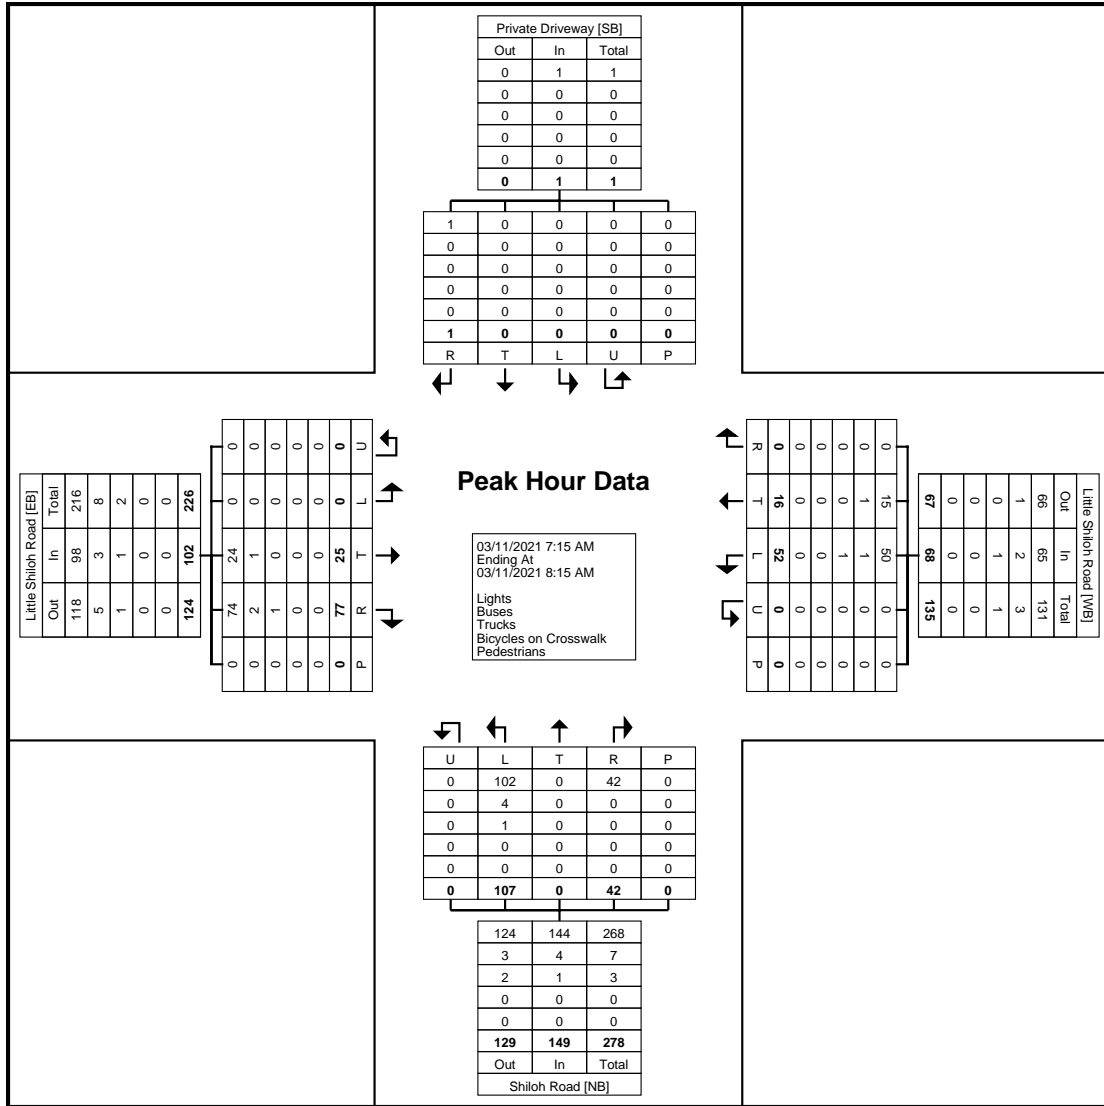 Private Driveway [SB]
Out In Total
0 1 1
0 0 0
0 0 0
0 0 0
0 0 0
0 1 1
1 0 0 0 0
0 0 0 0 0
0 0 0 0 0
0 0 0 0 0
0 0 0 0 0
1 0 0 0 0
R T L U P
Little Shiloh Road [EB]
Total 216 8 2 0 0 226
In 98 3 1 0 0 102
Out 118 5 1 0 0 124
0 0 0 0 0 0 U
0 0 0 0 0 0 L
24 1 0 0 0 25 T
74 2 1 0 0 77 R
0 0 0 0 0 0 P
Peak Hour Data
03/11/2021 7:15 AM
Ending At
03/11/2021 8:15 AM
Lights
Buses
Trucks
Bicycles on Crosswalk
Pedestrians
R 0 0 0 0 0 0
T 16 0 0 0 1 15
L 52 0 0 1 1 50
U 0 0 0 0 0 0
P 0 0 0 0 0 0
67 0 0 0 1 66 Out
68 0 0 1 2 65 In
135 0 0 1 3 131 Total
Little Shiloh Road [WB]
U L T R P
0 102 0 42 0
0 4 0 0 0
0 1 0 0 0
0 0 0 0 0
0 0 0 0 0
0 107 0 42 0
124 144 268
3 4 7
2 1 3
0 0 0
0 0 0
129 149 278
Out In Total
Shiloh Road [NB]